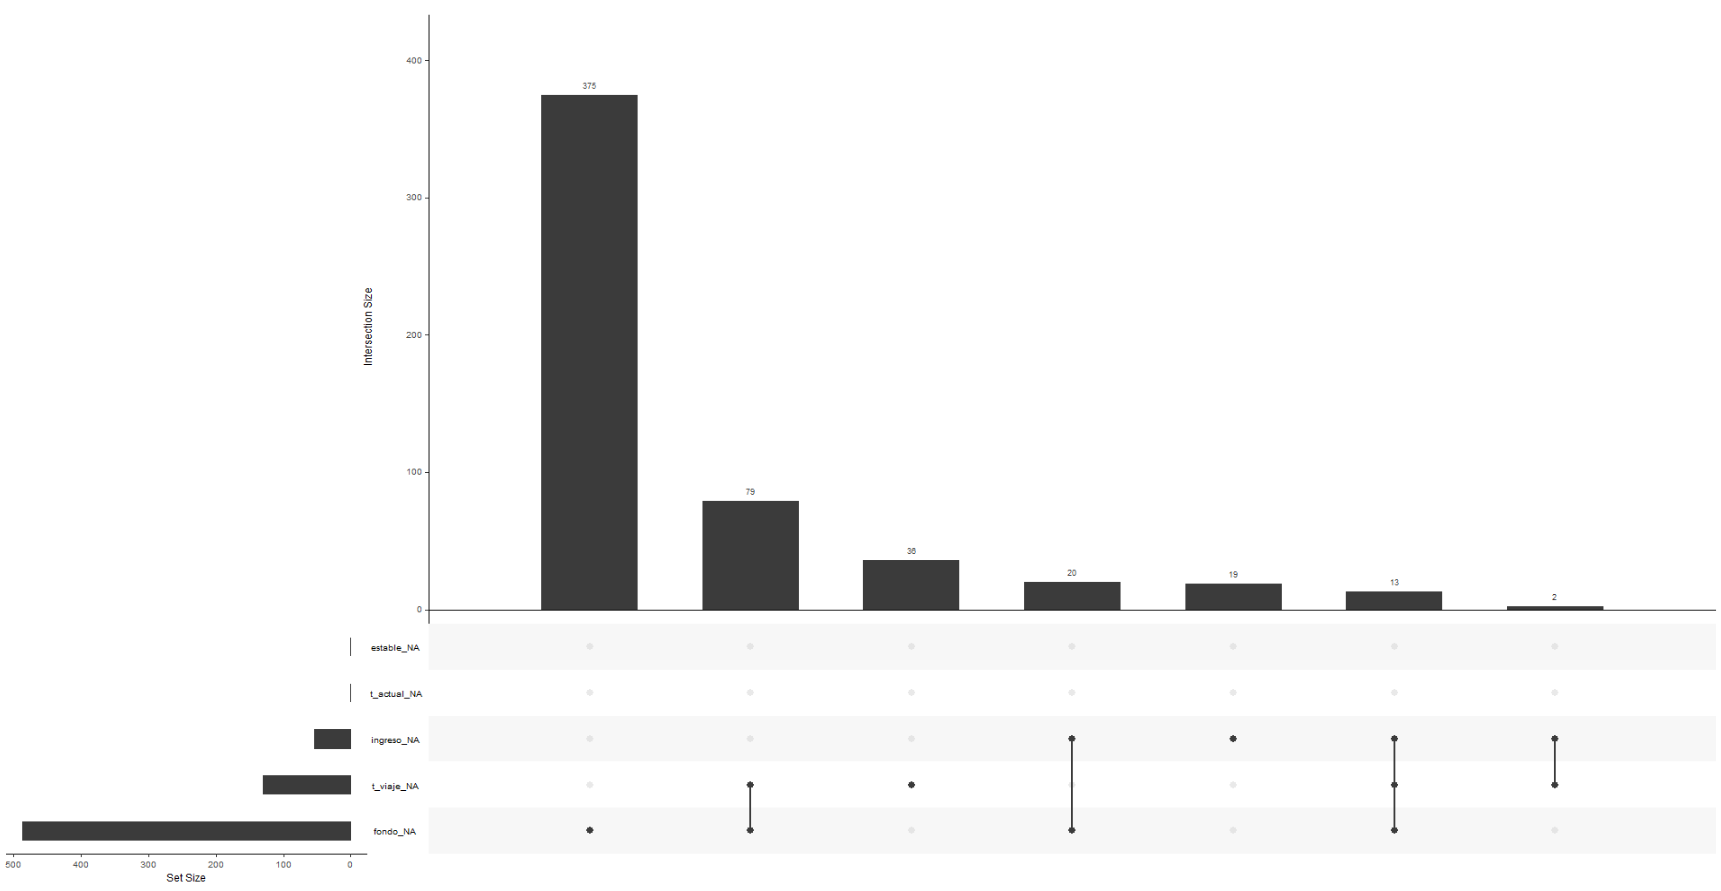 400
375
300
Intersection Size
200
100
79
36
20
19
13
2
0
estable_NA
t_actual_NA
ingreso_NA
t_viaje_NA
fondo_NA
500 400 300 200 100 0
Set Size